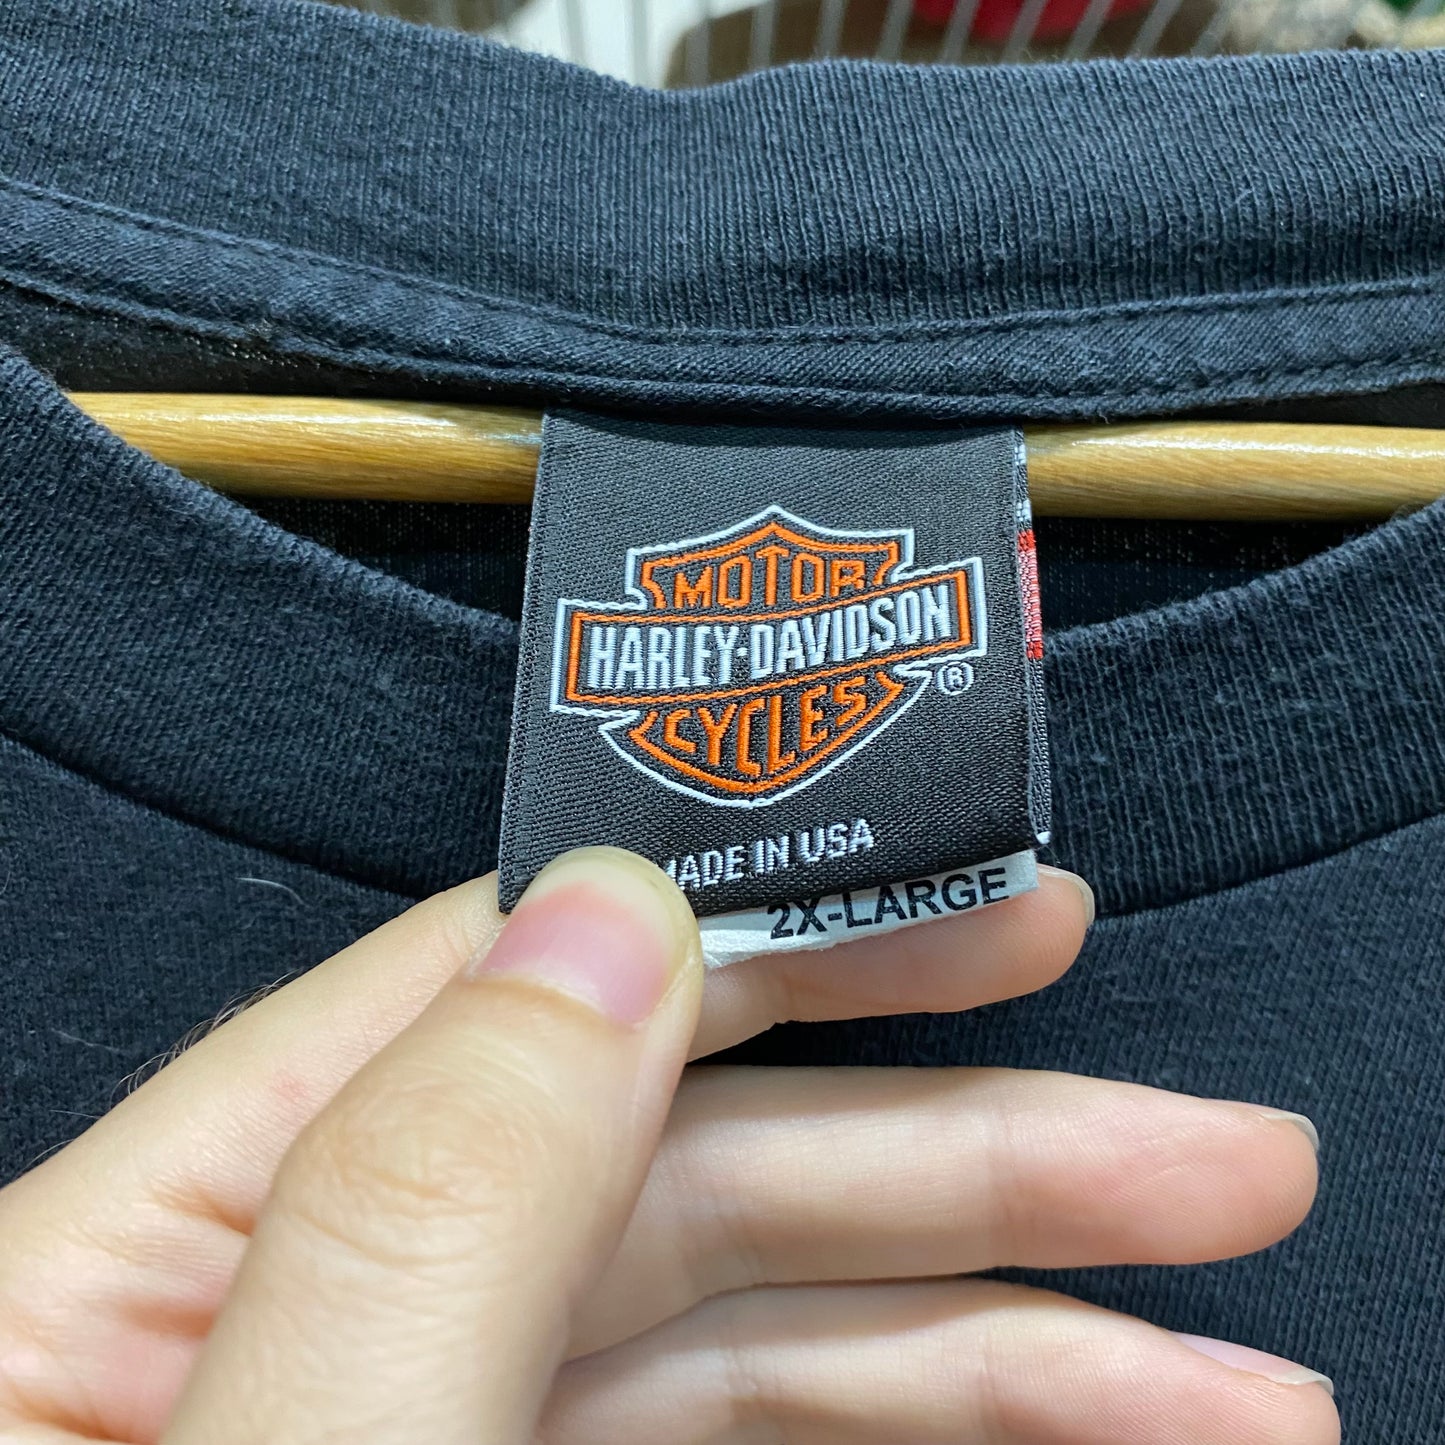 MOTOR
HARLEY-DAVIDSON
CYCLES
®
MADE IN USA
2X-LARGE